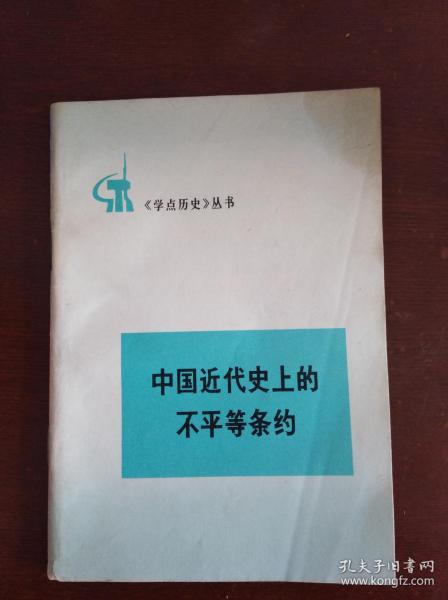 《学点历史》丛书
中国近代史上的
不平等条约
孔夫子旧书网
www.kongfz.com